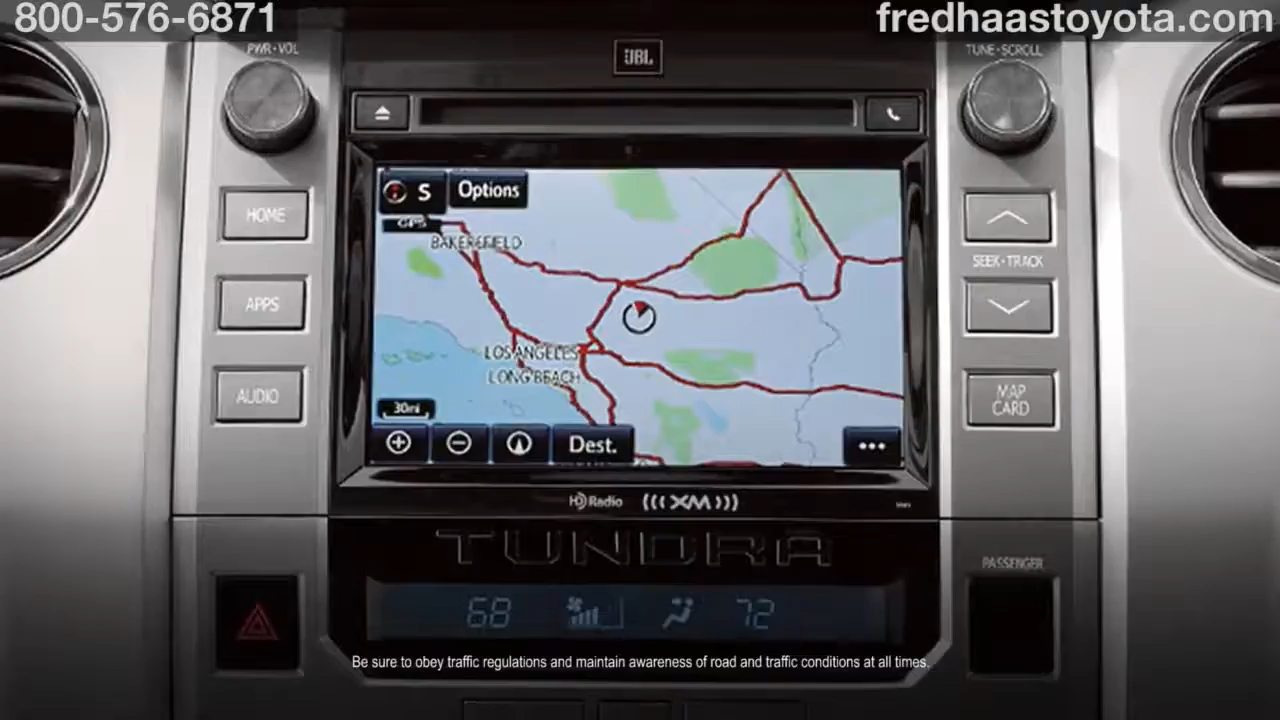 800-576-6871
fredhaastoyota.com
PWR•VOL
JBL
TUNE•SCROLL
S
Options
HOME
GPS
BAKERSFIELD
SEEK•TRACK
APPS
LOS ANGELES
LONG BEACH
AUDIO
MAP
CARD
30mi
Dest.
HD Radio
(((XM)))
TUNDRA
PASSENGER
68
72
Be sure to obey traffic regulations and maintain awareness of road and traffic conditions at all times.